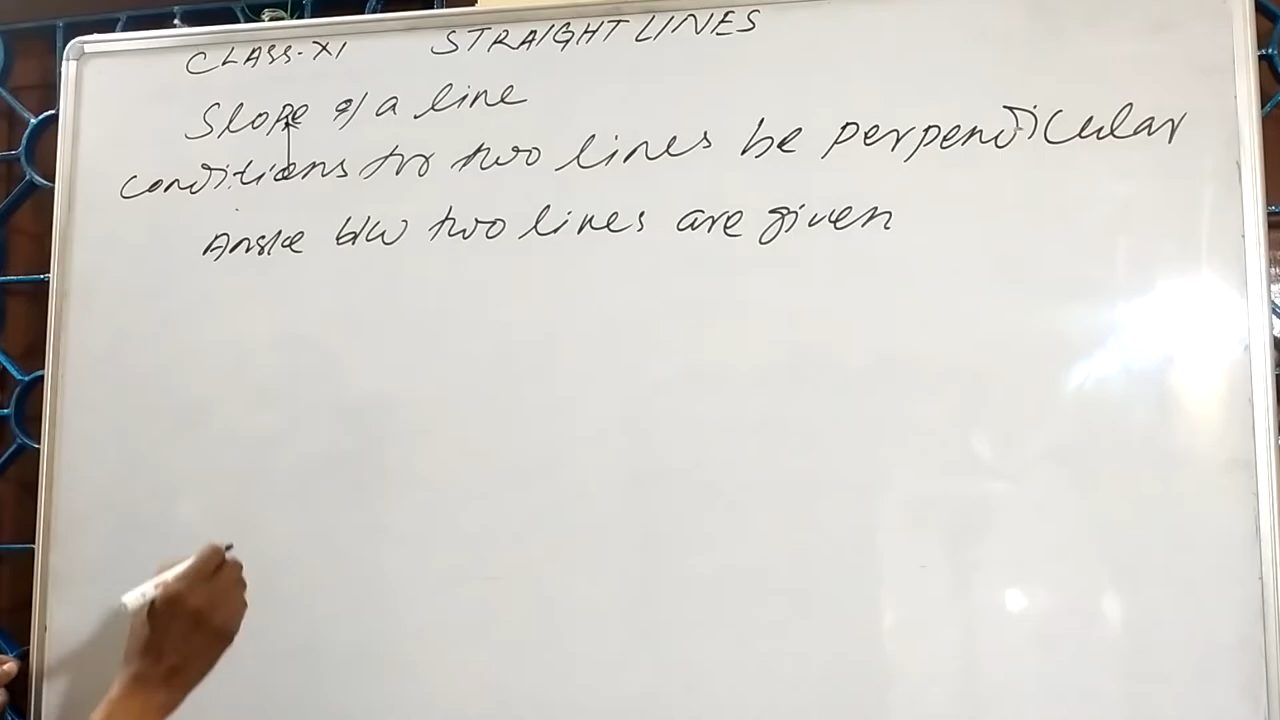 CLASS-XI STRAIGHT LINES
Slope of a line
conditions for two lines be perpendicular
Angle b/w two lines are given